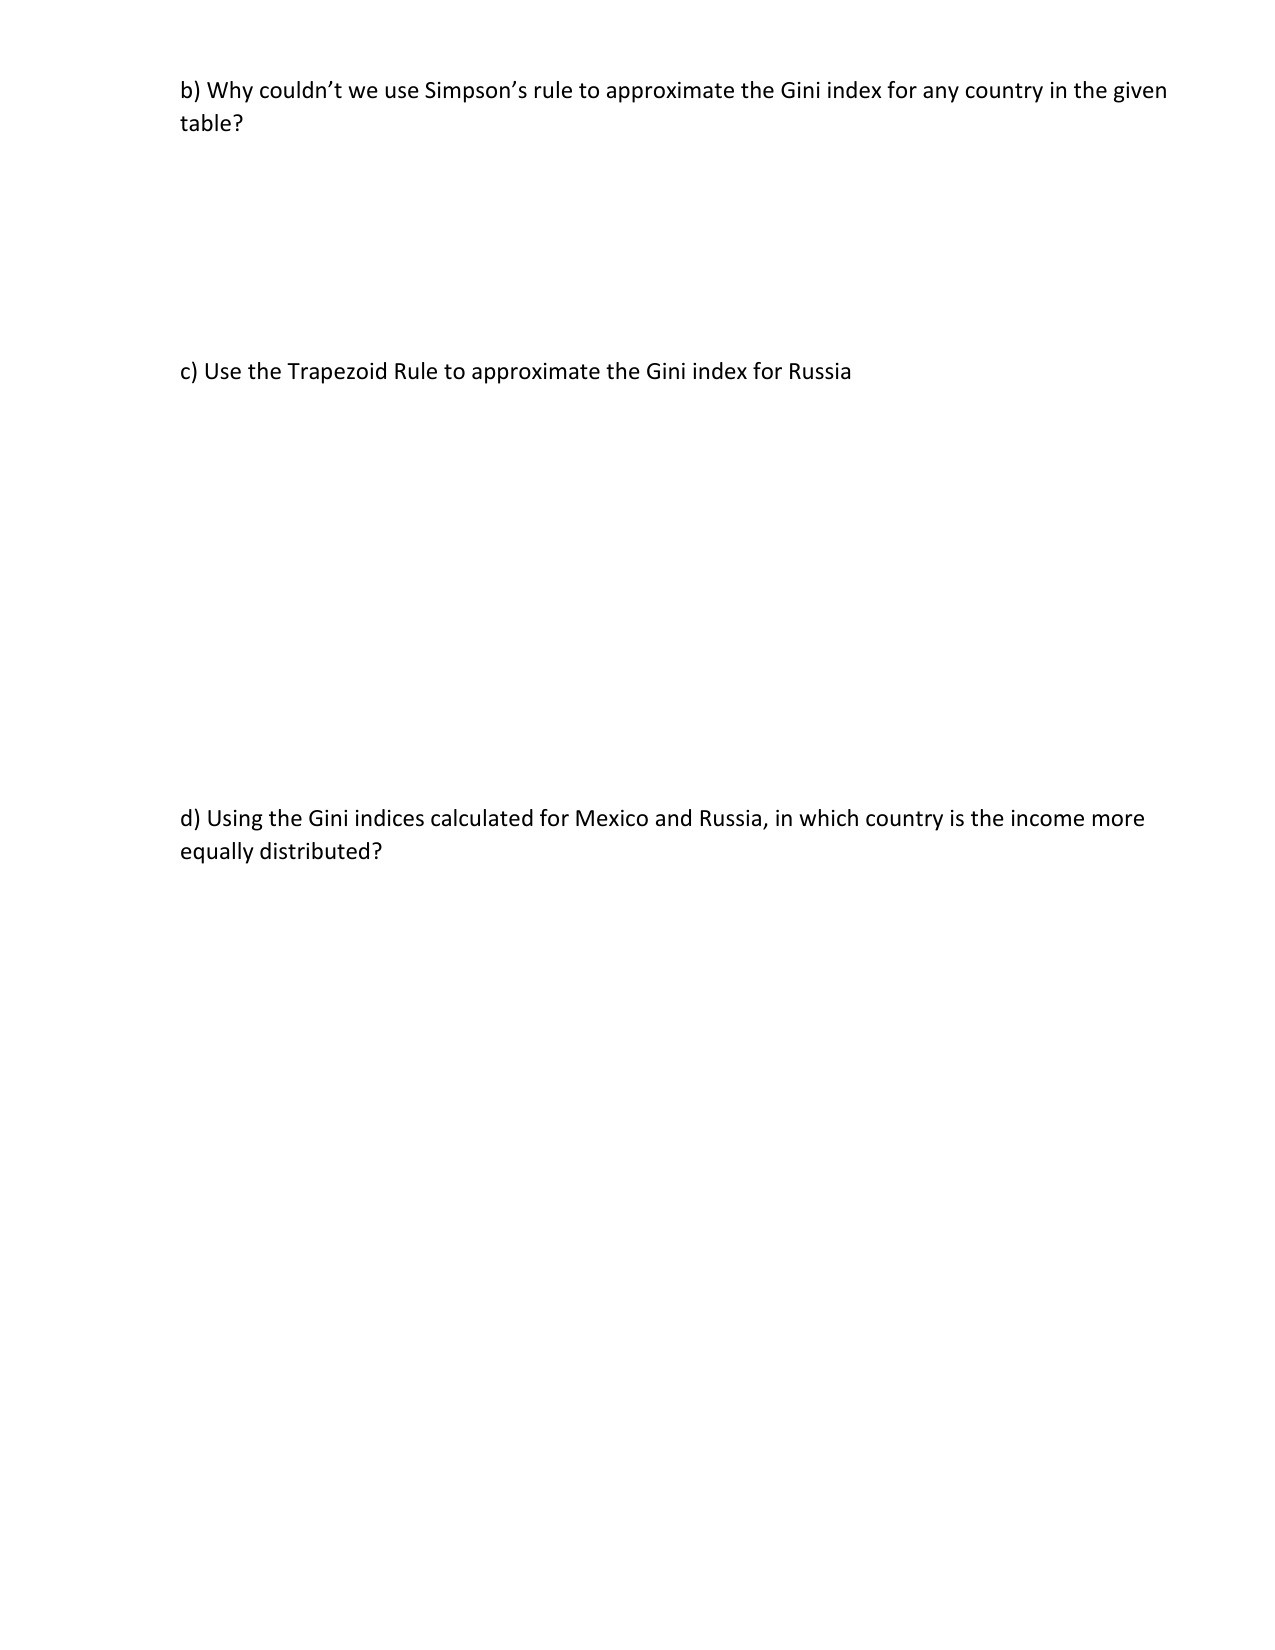 b) Why couldn’t we use Simpson’s rule to approximate the Gini index for any country in the given
table?
c) Use the Trapezoid Rule to approximate the Gini index for Russia
d) Using the Gini indices calculated for Mexico and Russia, in which country is the income more
equally distributed?